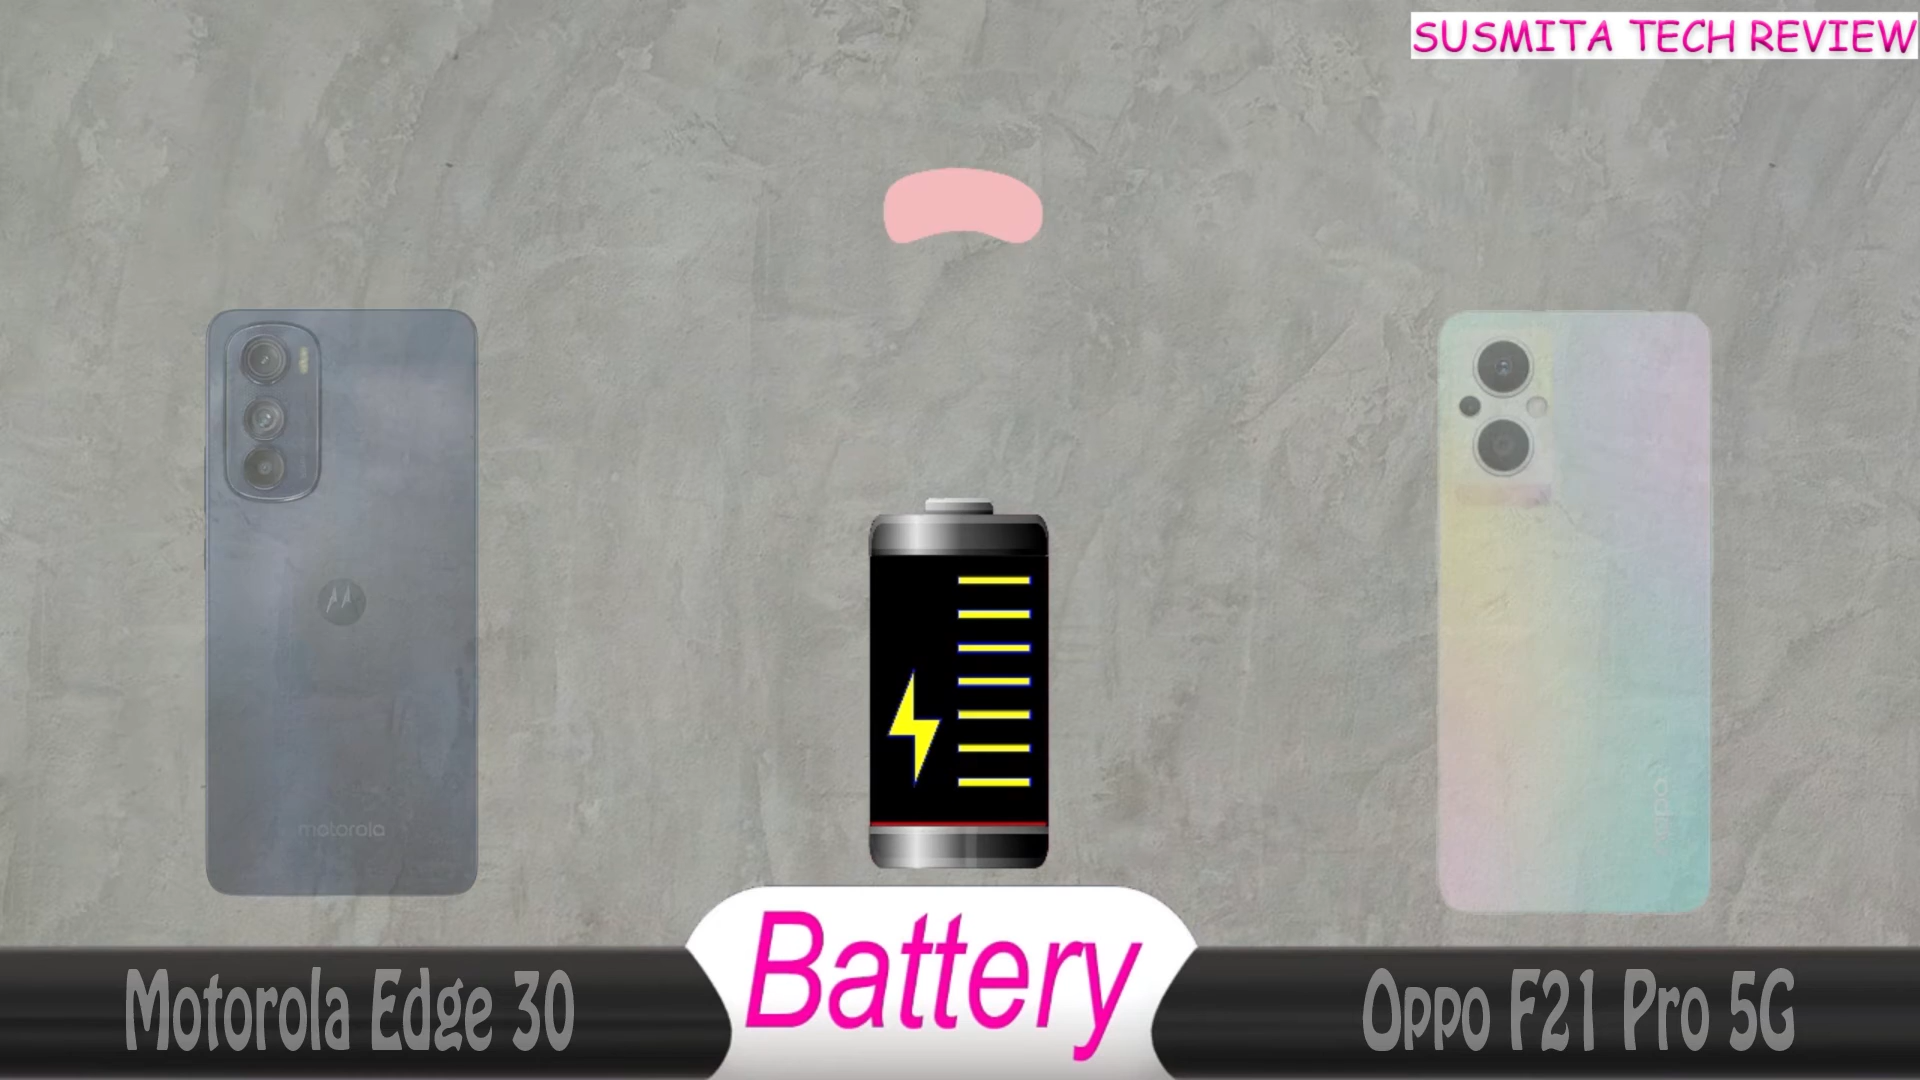 SUSMITA TECH REVIEW
motorola
oppo
Battery
Motorola Edge 30
Oppo F21 Pro 5G